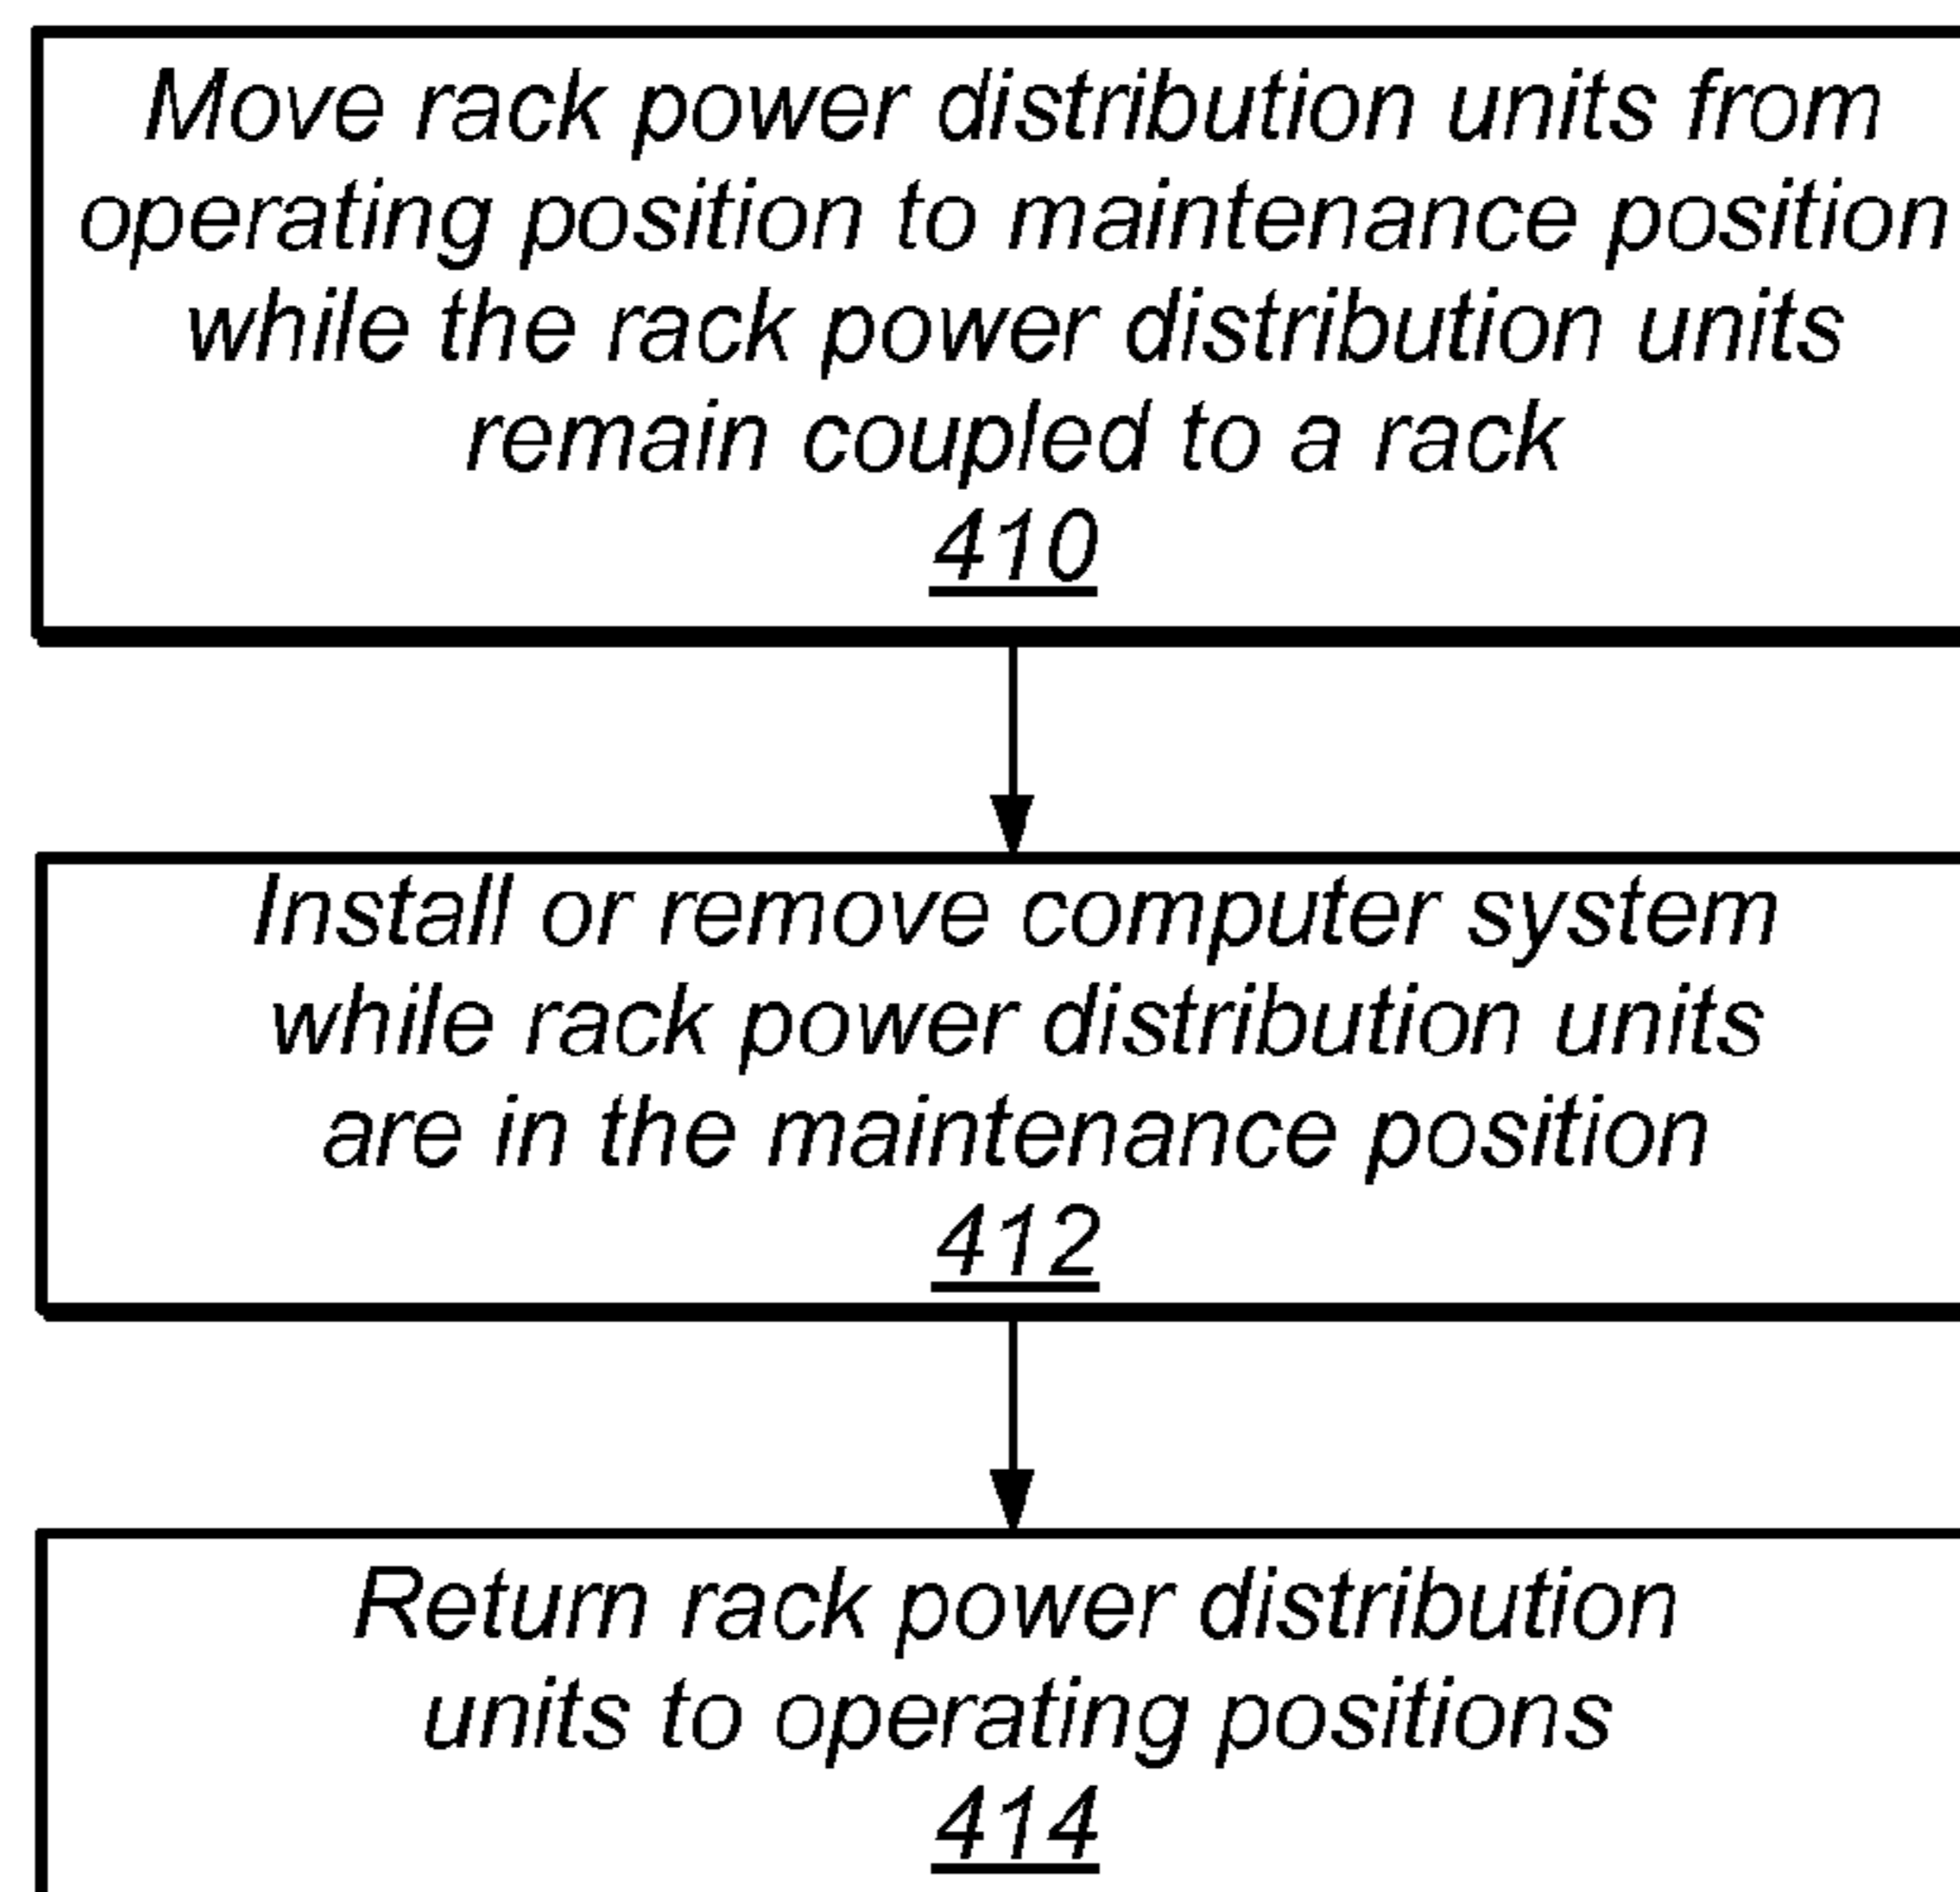 Move rack power distribution units from
operating position to maintenance position
while the rack power distribution units
remain coupled to a rack
410
Install or remove computer system
while rack power distribution units
are in the maintenance position
412
Return rack power distribution
units to operating positions
414